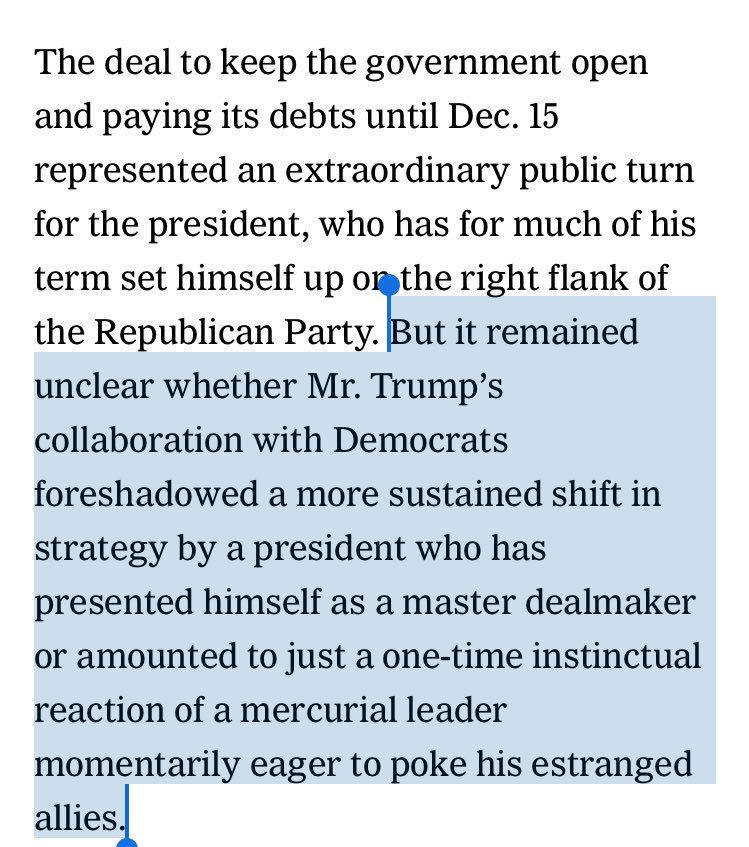 The deal to keep the government open
and paying its debts until Dec. 15
represented an extraordinary public turn
for the president, who has for much of his
term set himself up on the right flank of
the Republican Party. But it remained
unclear whether Mr. Trump’s
collaboration with Democrats
foreshadowed a more sustained shift in
strategy by a president who has
presented himself as a master dealmaker
or amounted to just a one-time instinctual
reaction of a mercurial leader
momentarily eager to poke his estranged
allies.